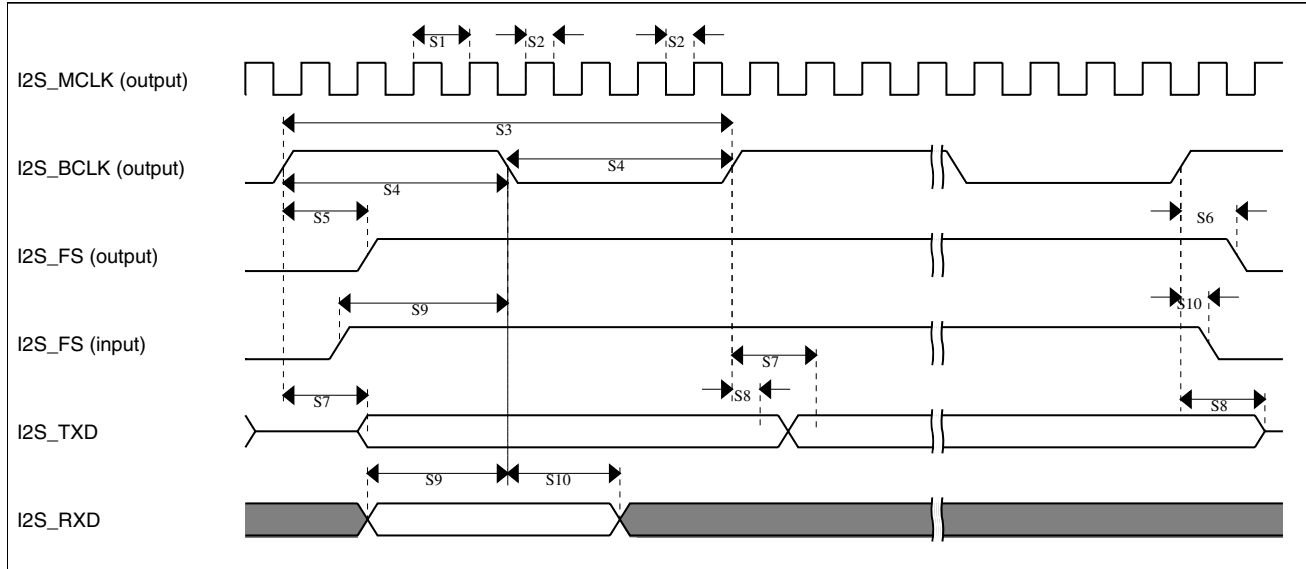 S1 S2 S2
I2S_MCLK (output)
S3
I2S_BCLK (output)
S4
S4
S5 S6
I2S_FS (output)
S9 S10
I2S_FS (input)
S7
S8
S7 S8
I2S_TXD
S9 S10
I2S_RXD